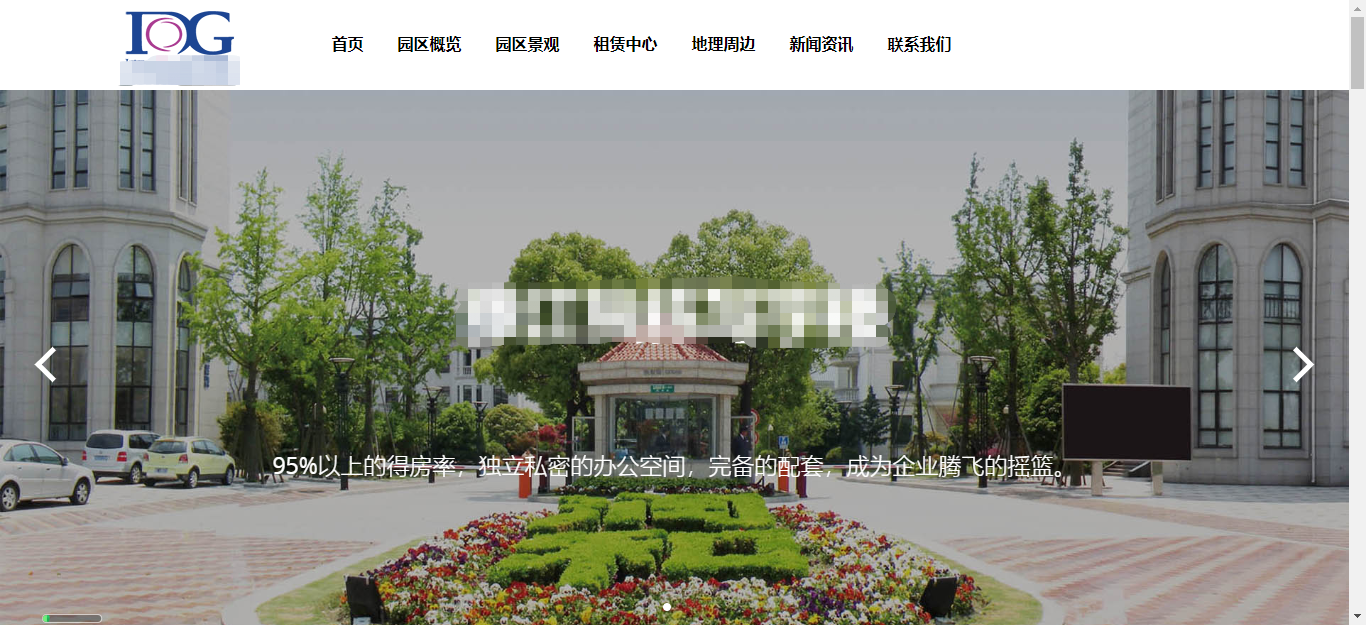 IDG
首页 园区概览 园区景观 租赁中心 地理周边 新闻资讯 联系我们
95%以上的得房率，独立私密的办公空间，完备的配套，成为企业腾飞的摇篮。